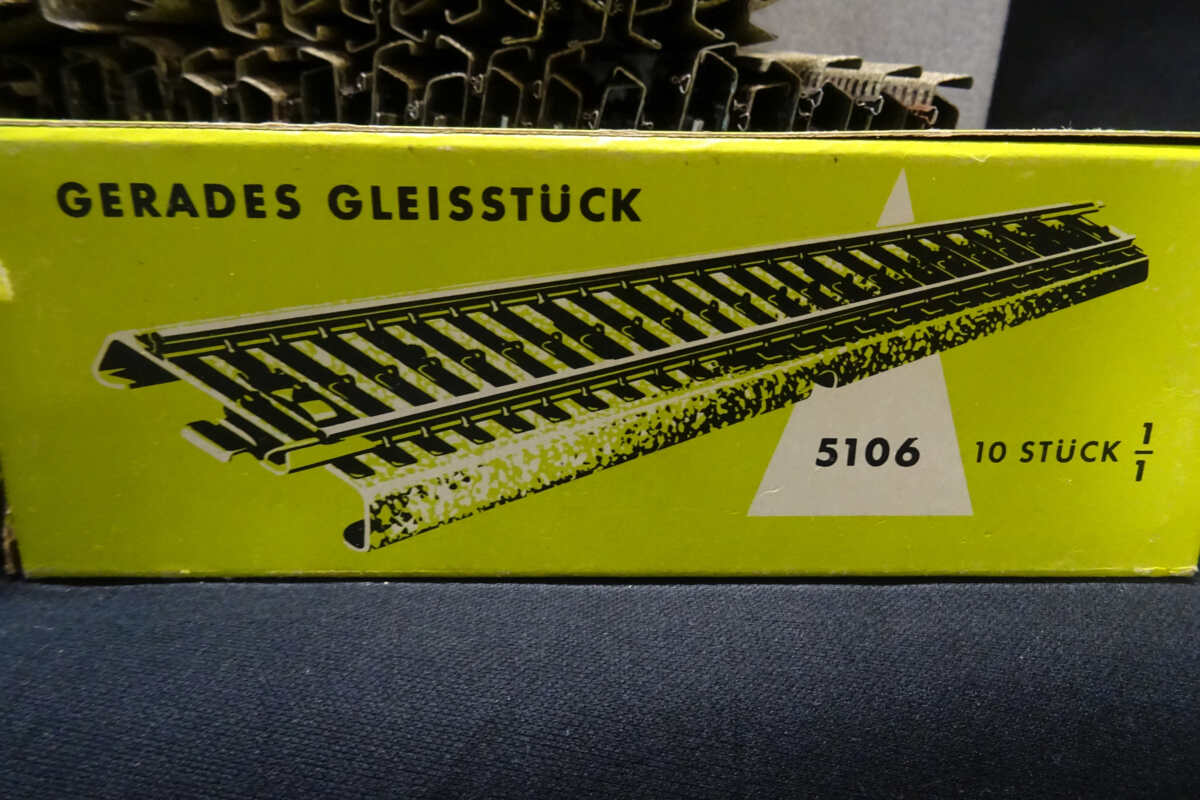 GERADES GLEISSTÜCK
5106 10 STÜCK 1/1